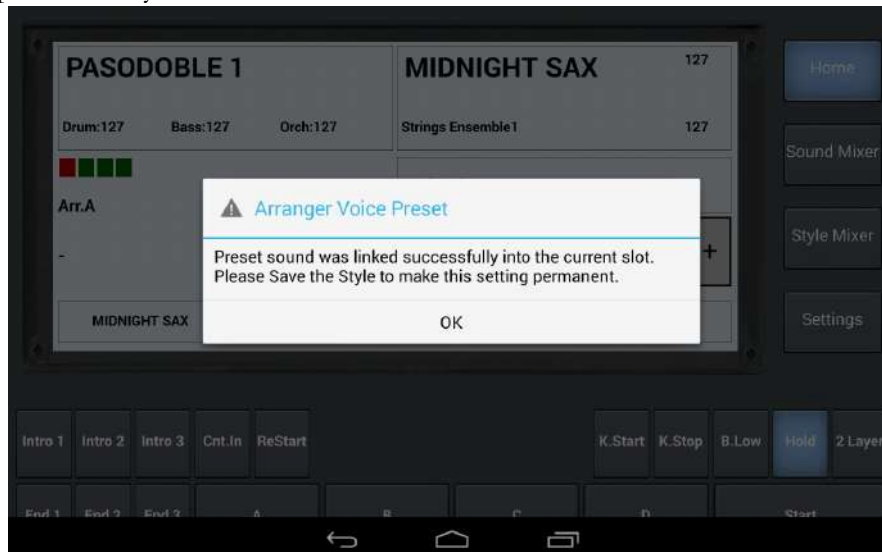 PASODOBLE 1
MIDNIGHT SAX 127
Drum:127 Bass:127 Orch:127
Strings Ensemble1 127
Home
Sound Mixer
Arr.A
-
Arranger Voice Preset
Preset sound was linked successfully into the current slot.
Please Save the Style to make this setting permanent.
OK
+
Style Mixer
MIDNIGHT SAX
Settings
Intro 1 Intro 2 Intro 3 Cnt.In ReStart K.Start K.Stop B.Low Hold 2 Layer
End 1 End 2 End 3 A B C D Start